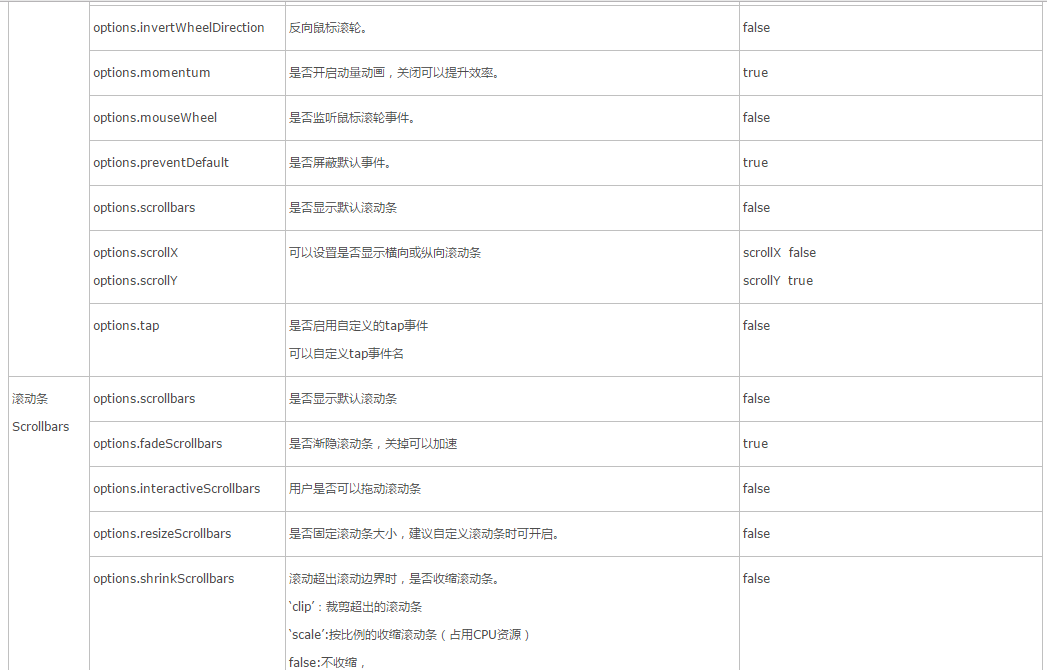 options.invertWheelDirection 反向鼠标滚轮。 false
options.momentum 是否开启动量动画，关闭可以提升效率。 true
options.mouseWheel 是否监听鼠标滚轮事件。 false
options.preventDefault 是否屏蔽默认事件。 true
options.scrollbars 是否显示默认滚动条 false
options.scrollX 可以设置是否显示横向或纵向滚动条 scrollX false
options.scrollY scrollY true
options.tap 是否启用自定义的tap事件 false
可以自定义tap事件名
滚动条 options.scrollbars 是否显示默认滚动条 false
Scrollbars
options.fadeScrollbars 是否渐隐滚动条，关掉可以加速 true
options.interactiveScrollbars 用户是否可以拖动滚动条 false
options.resizeScrollbars 是否固定滚动条大小，建议自定义滚动条时可开启。 false
options.shrinkScrollbars 滚动超出滚动边界时，是否收缩滚动条。 false
‘clip’：裁剪超出的滚动条
‘scale’:按比例的收缩滚动条（占用CPU资源）
false:不收缩，